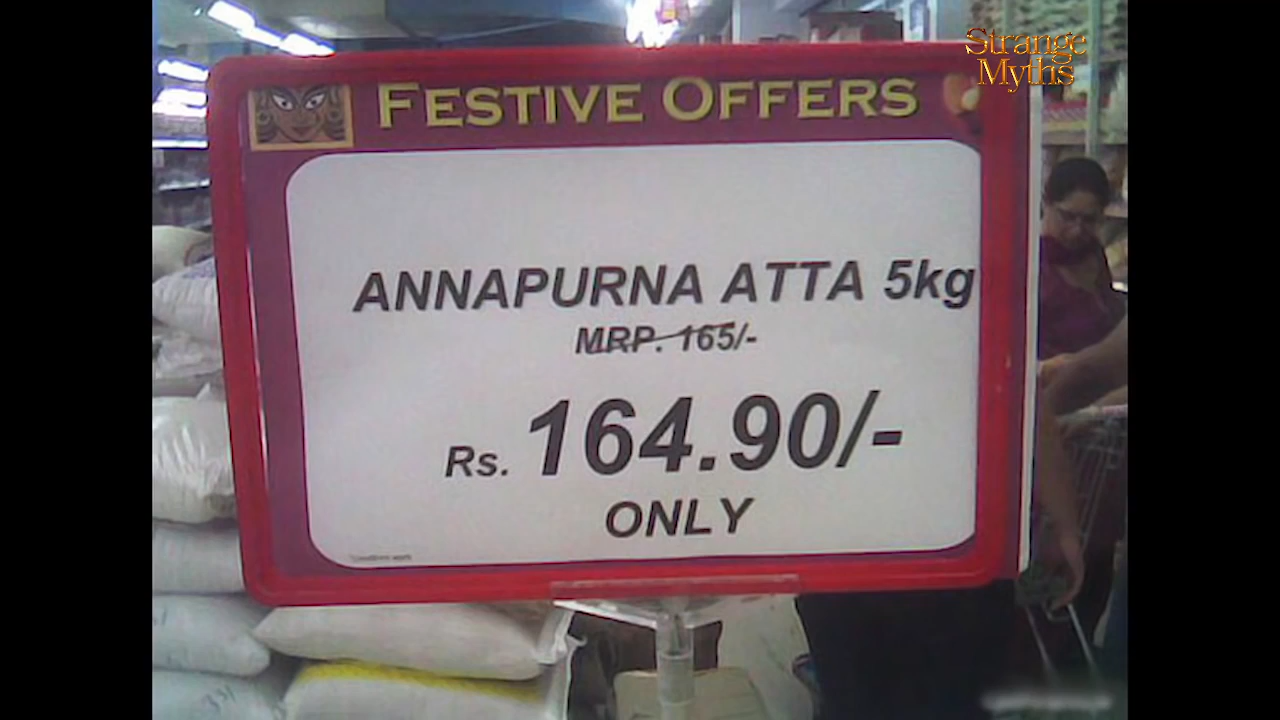 Strange
Myths
FESTIVE OFFERS
ANNAPURNA ATTA 5kg
MRP. 165/-
Rs. 164.90/-
ONLY